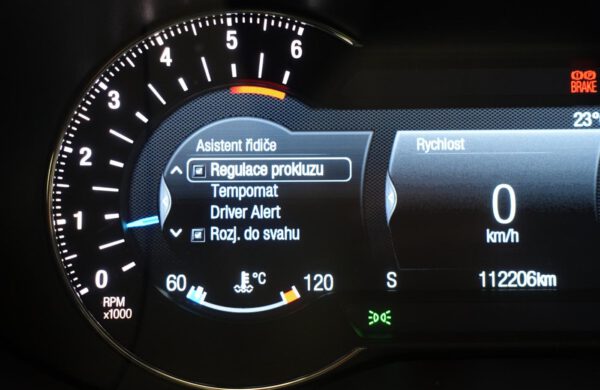 6
5
4
3
2
1
0
RPM
x1000
BRAKE
23°
Asistent řidiče
Regulace prokluzu
Tempomat
Driver Alert
Rozj. do svahu
60 °C 120
Rychlost
0
km/h
S 112206km